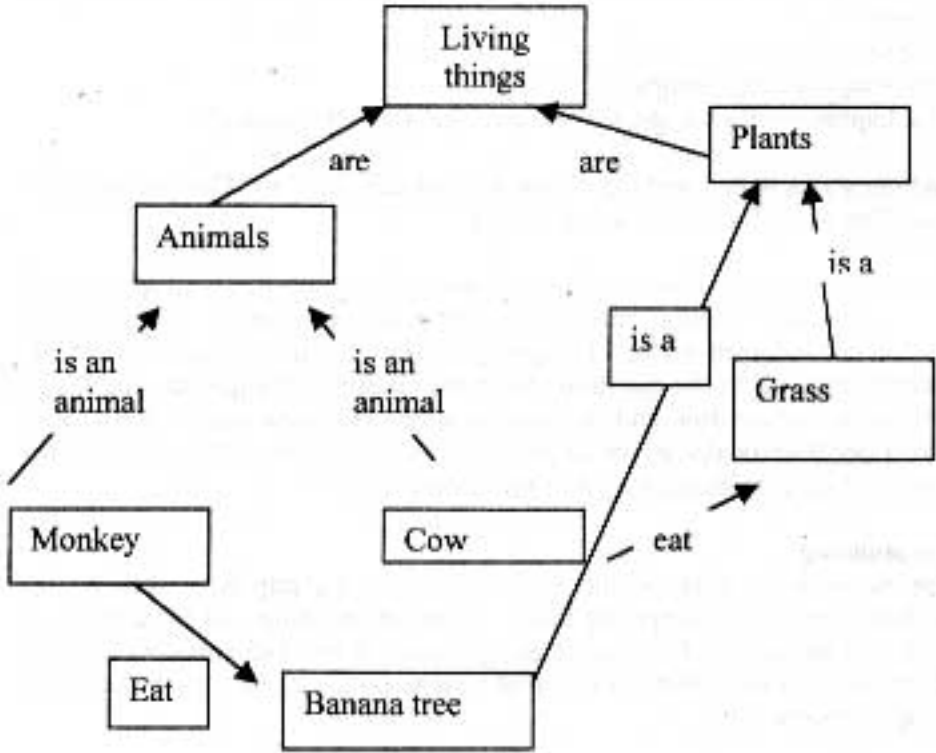 Living
things
are
are
Plants
Animals
is a
is an
animal
is an
animal
is a
Grass
Monkey
Cow
eat
Eat
Banana tree